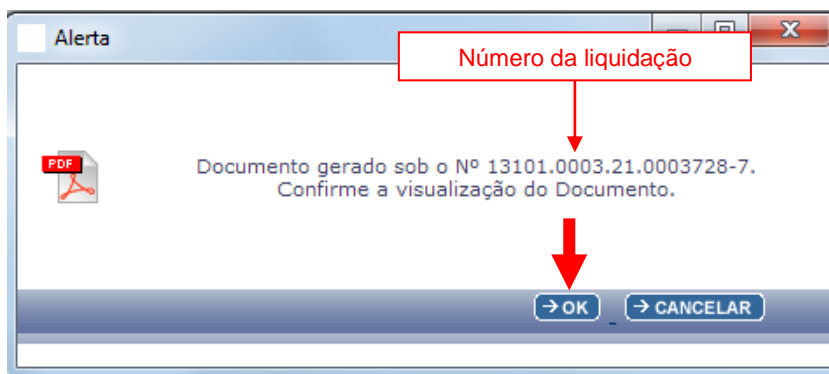 Alerta
Número da liquidação
PDF
Documento gerado sob o Nº 13101.0003.21.0003728-7.
Confirme a visualização do Documento.
OK
CANCELAR